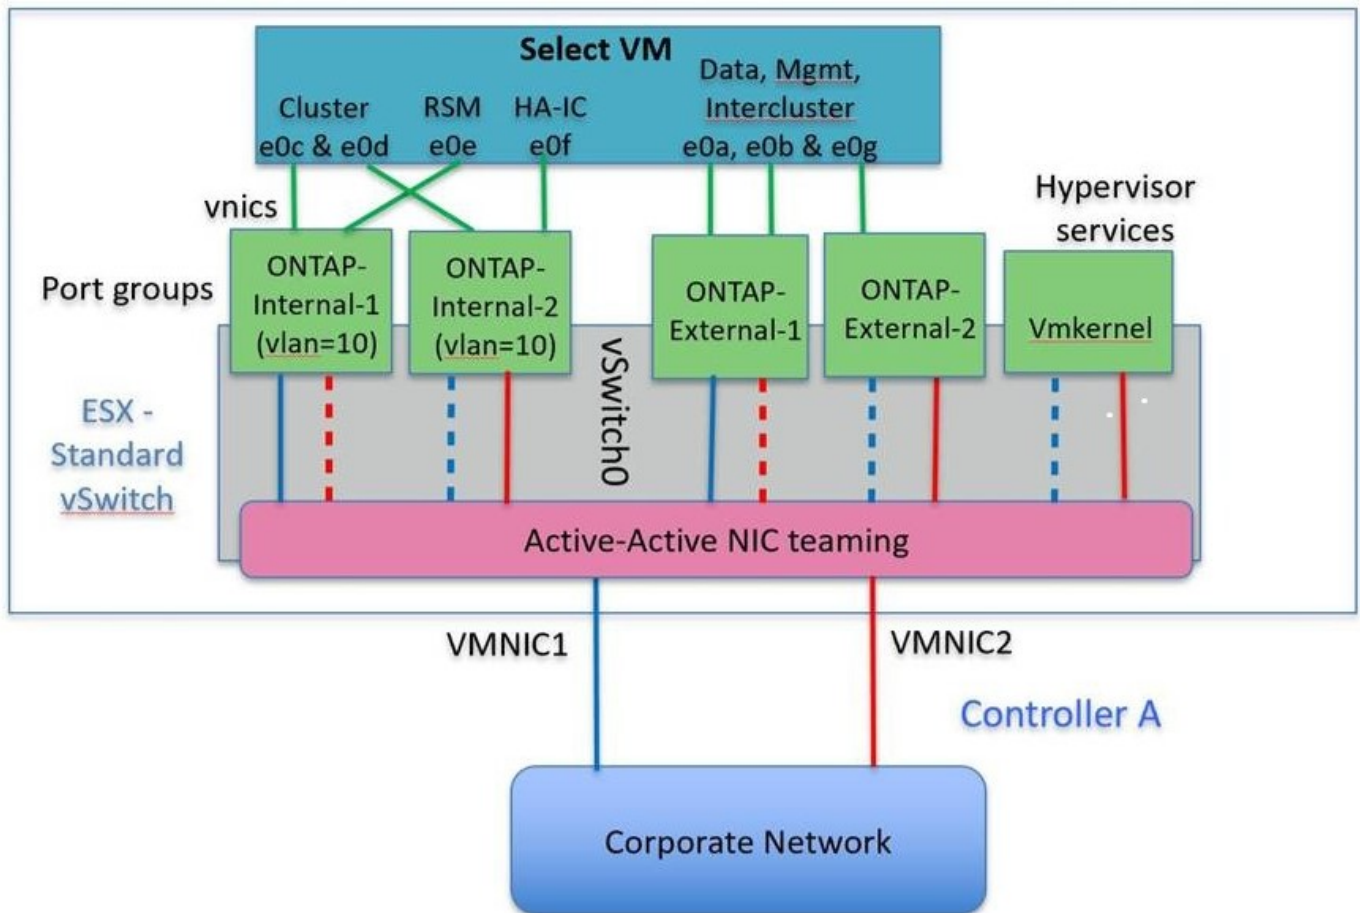 Select VM
Data, Mgmt,
Cluster
RSM
HA-IC
Intercluster
e0c & e0d
e0e
e0f
e0a, e0b & e0g
vnics
Hypervisor
services
Port groups
ONTAP-
Internal-1
(vlan=10)
ONTAP-
Internal-2
(vlan=10)
ONTAP-
External-1
ONTAP-
External-2
Vmkernel
vSwitch0
ESX -
Standard
vSwitch
Active-Active NIC teaming
VMNIC1
VMNIC2
Controller A
Corporate Network